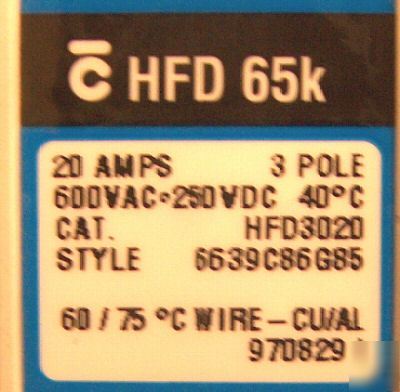 C HFD 65k
20 AMPS 3 POLE
600VAC•250VDC 40°C
CAT. HFD3020
STYLE 6639C86G85
60 / 75 °C WIRE – CU/AL
970829